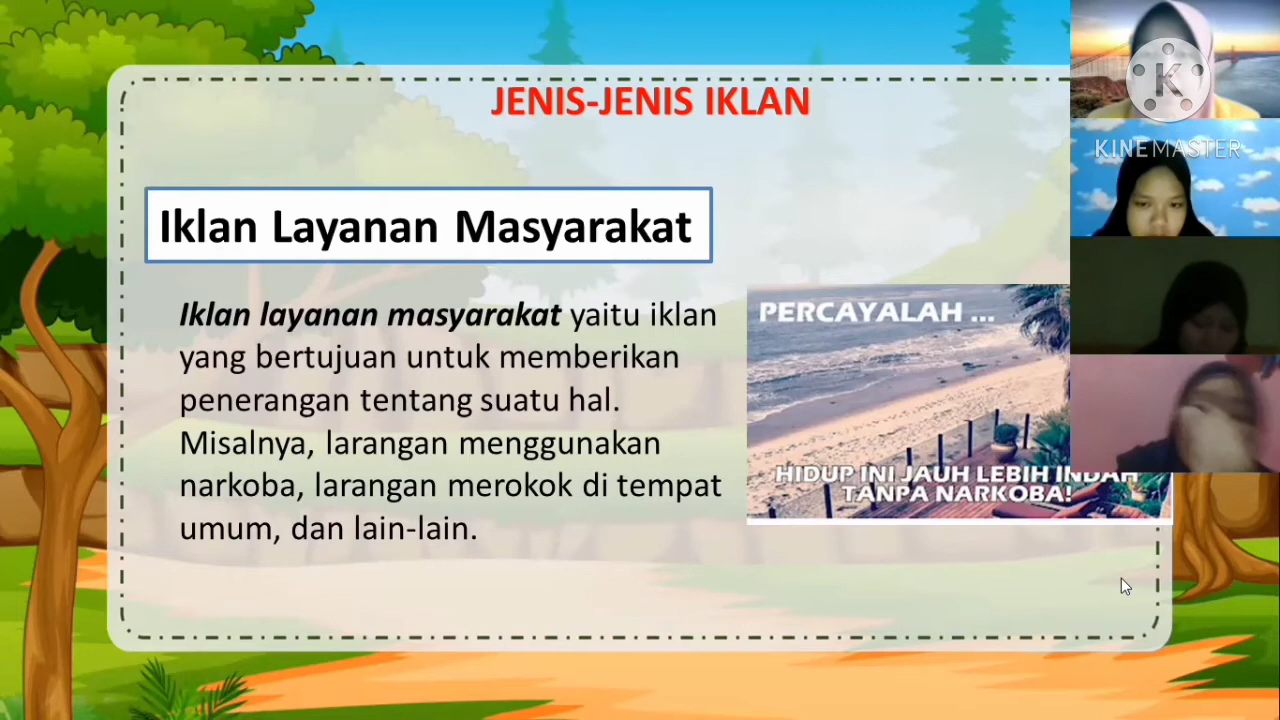 JENIS-JENIS IKLAN
K
KINEMASTER
Iklan Layanan Masyarakat
Iklan layanan masyarakat yaitu iklan
yang bertujuan untuk memberikan
penerangan tentang suatu hal.
Misalnya, larangan menggunakan
narkoba, larangan merokok di tempat
umum, dan lain-lain.
PERCAYALAH ...
HIDUP INI JAUH LEBIH INDAH
TANPA NARKOBA!